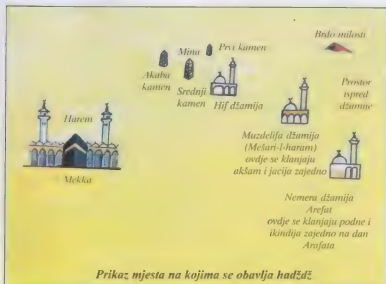 Brdo milosti
Mina
Prvi kamen
Akaba
kamen
Srednji
kamen
Hif džamija
Prostor
ispred
džamije
Harem
Mekka
Muzdelifa džamija
(Mešari-l-haram)
ovdje se klanjaju
akšam i jacija zajedno
Nemera džamija
Arefat
ovdje se klanjaju podne i
ikindija zajedno na dan
Arafata
Prikaz mjesta na kojima se obavlja hadždž